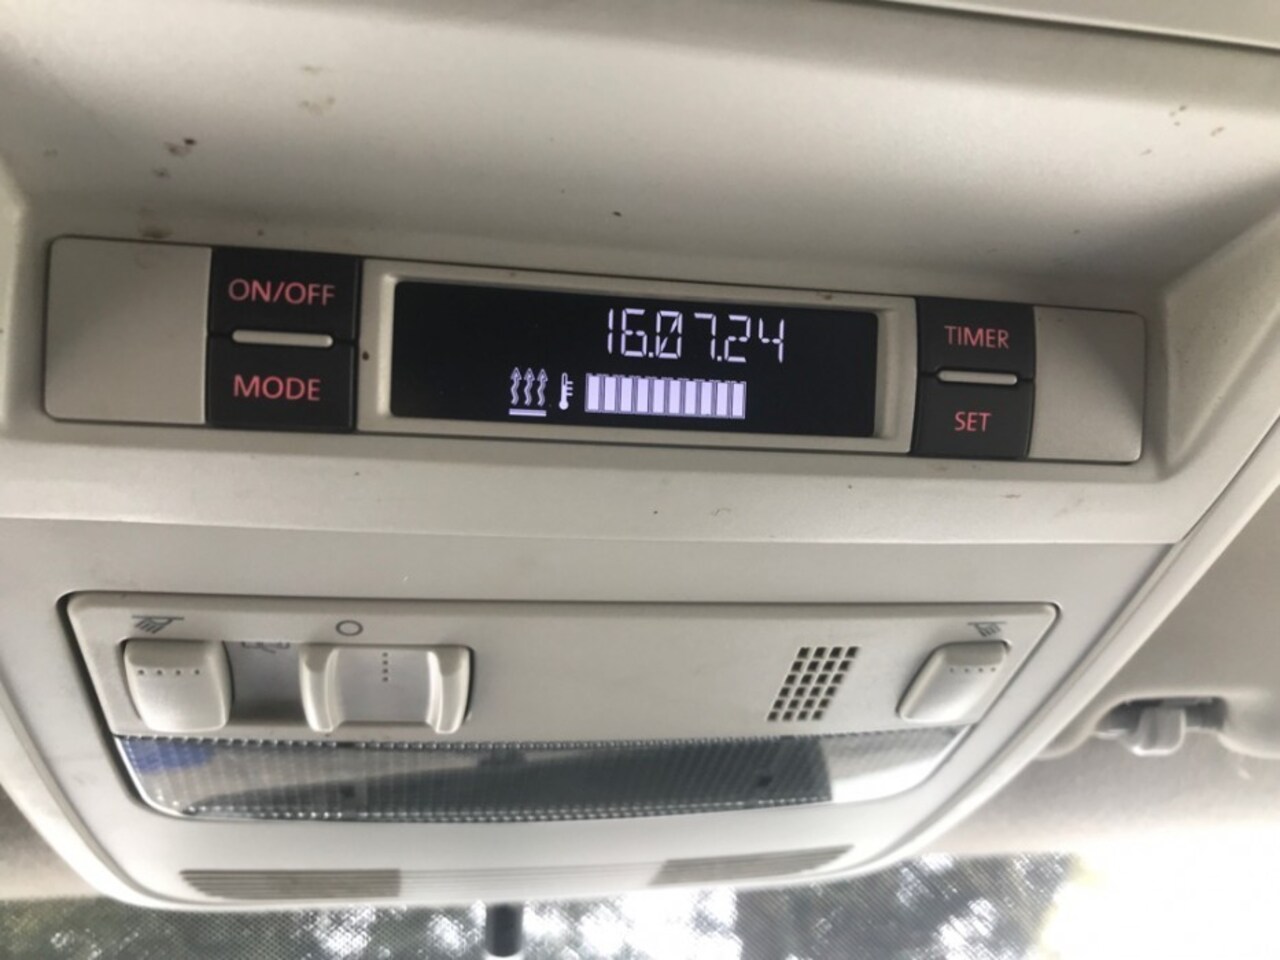 ON/OFF
MODE
16.07.24
TIMER
SET